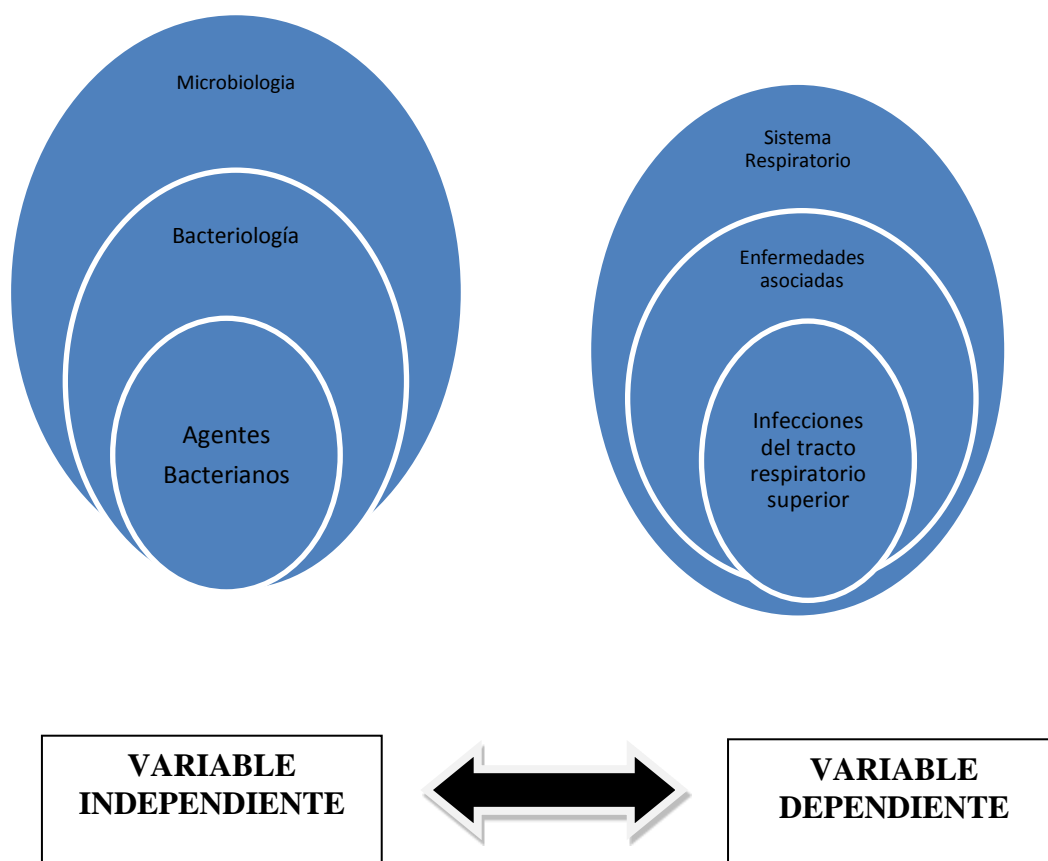 Microbiologia
Bacteriología
Agentes
Bacterianos
Sistema
Respiratorio
Enfermedades
asociadas
Infecciones
del tracto
respiratorio
superior
VARIABLE
INDEPENDIENTE
VARIABLE
DEPENDIENTE